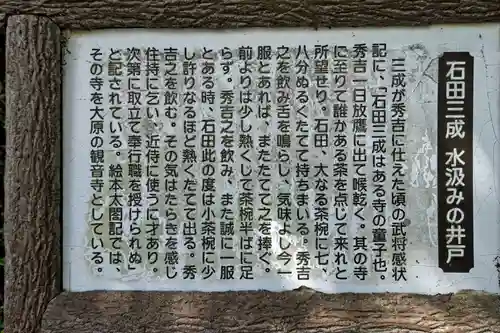 石田三成 水汲みの井戸
三成が秀吉に仕えた頃の武将感状
記に、「石田三成はある寺の童子也。
秀吉一日放鷹に出て喉乾く。其の寺
に至りて誰かある茶を点じて来れと
所望せり。石田、大なる茶椀に七、
八分ぬるくたてて持ちまいる。秀吉
之を飲み舌を鳴らし、気味よし今一
服とあれば、またたてて之を捧ぐ。
前よりは少し熱くして茶椀半ばに足
らず。秀吉之を飲み、また誠に一服
とある時、石田此の度は小茶椀に少
し許りなるほど熱くたてて出る。秀
吉之を飲む。その気はたらきを感じ
住持に乞い、近侍に使うに才あり。
次第に取立て奉行職を授けられぬ」
と記されている。絵本太閤記では、
その寺を大原の観音寺としている。